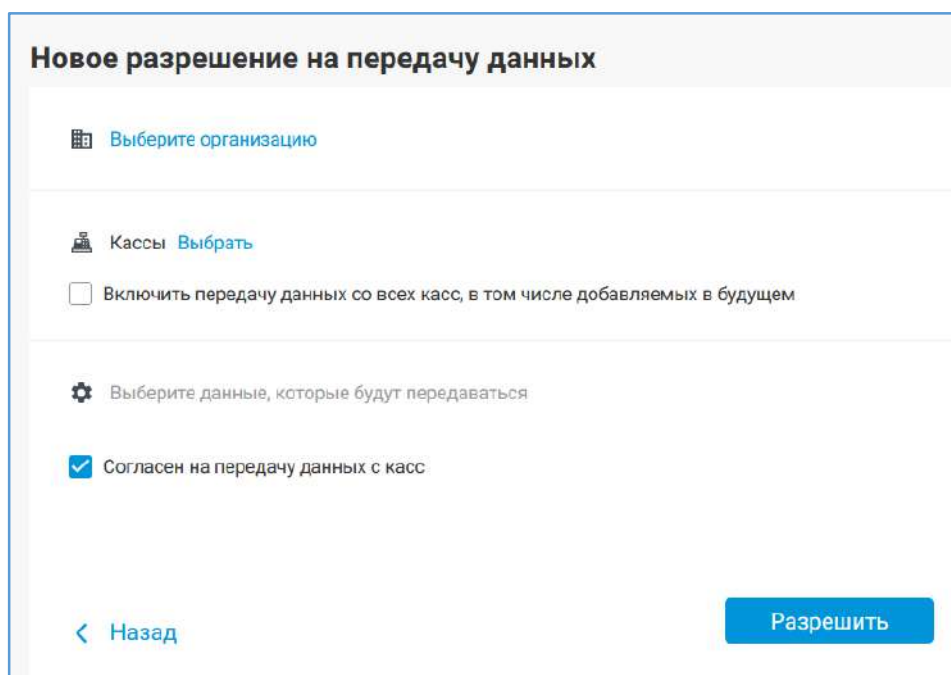 Новое разрешение на передачу данных
Выберите организацию
Кассы Выбрать
Включить передачу данных со всех касс, в том числе добавляемых в будущем
Выберите данные, которые будут передаваться
Согласен на передачу данных с касс
Назад
Разрешить